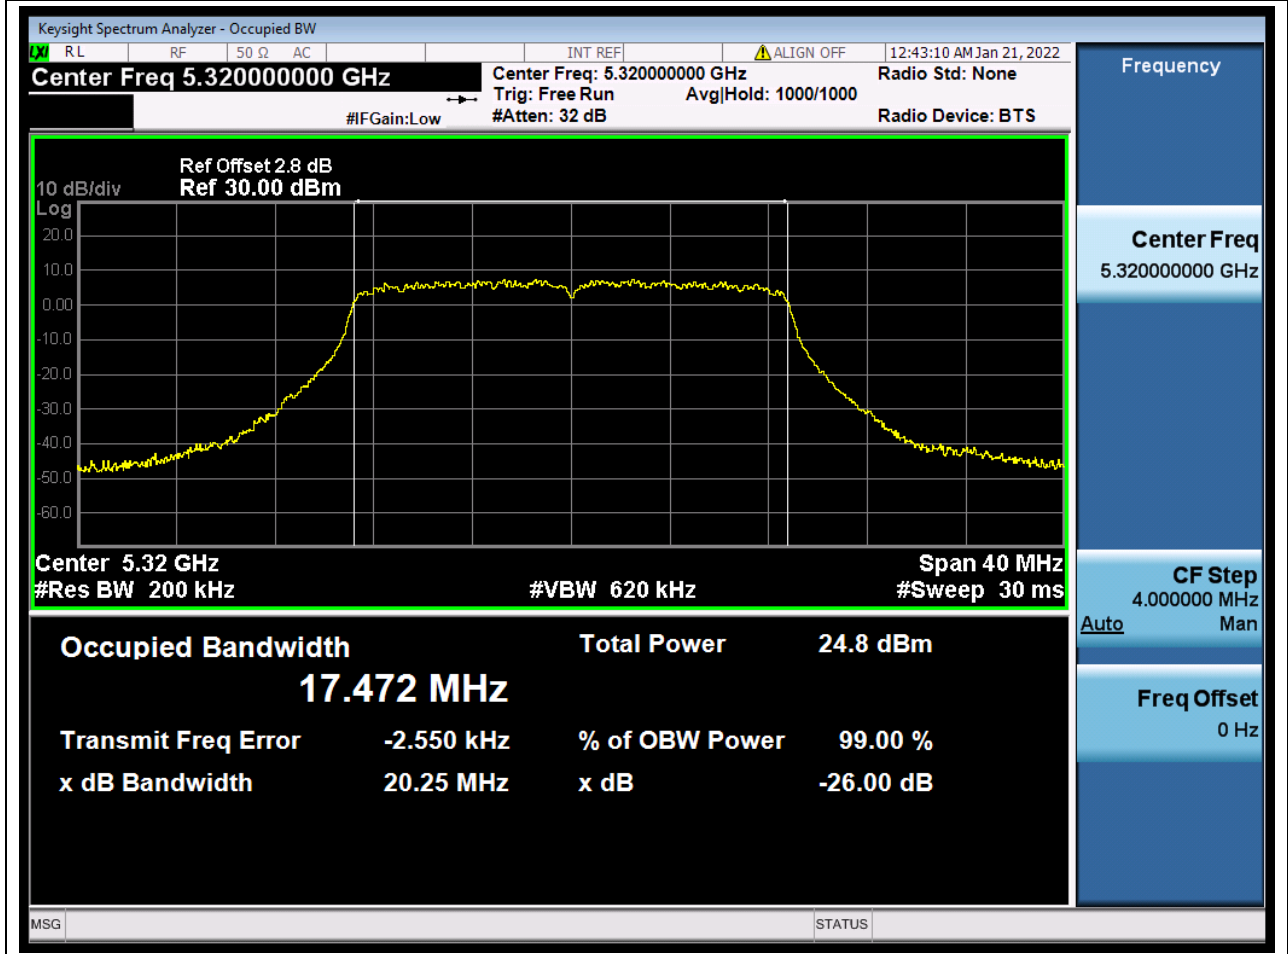 Keysight Spectrum Analyzer - Occupied BW
LXI RL RF 50 Ω AC INT REF ALIGN OFF 12:43:10 AM Jan 21, 2022
Center Freq 5.320000000 GHz
Center Freq: 5.320000000 GHz
Radio Std: None
Trig: Free Run Avg|Hold: 1000/1000
#IFGain:Low
#Atten: 32 dB
Radio Device: BTS
Ref Offset 2.8 dB
10 dB/div Ref 30.00 dBm
Log
20.0
10.0
0.00
-10.0
-20.0
-30.0
-40.0
-50.0
-60.0
Center 5.32 GHz Span 40 MHz
#Res BW 200 kHz #VBW 620 kHz #Sweep 30 ms
Occupied Bandwidth Total Power 24.8 dBm
17.472 MHz
Transmit Freq Error -2.550 kHz % of OBW Power 99.00 %
x dB Bandwidth 20.25 MHz x dB -26.00 dB
MSG STATUS
Frequency
Center Freq
5.320000000 GHz
CF Step
4.000000 MHz
Auto Man
Freq Offset
0 Hz